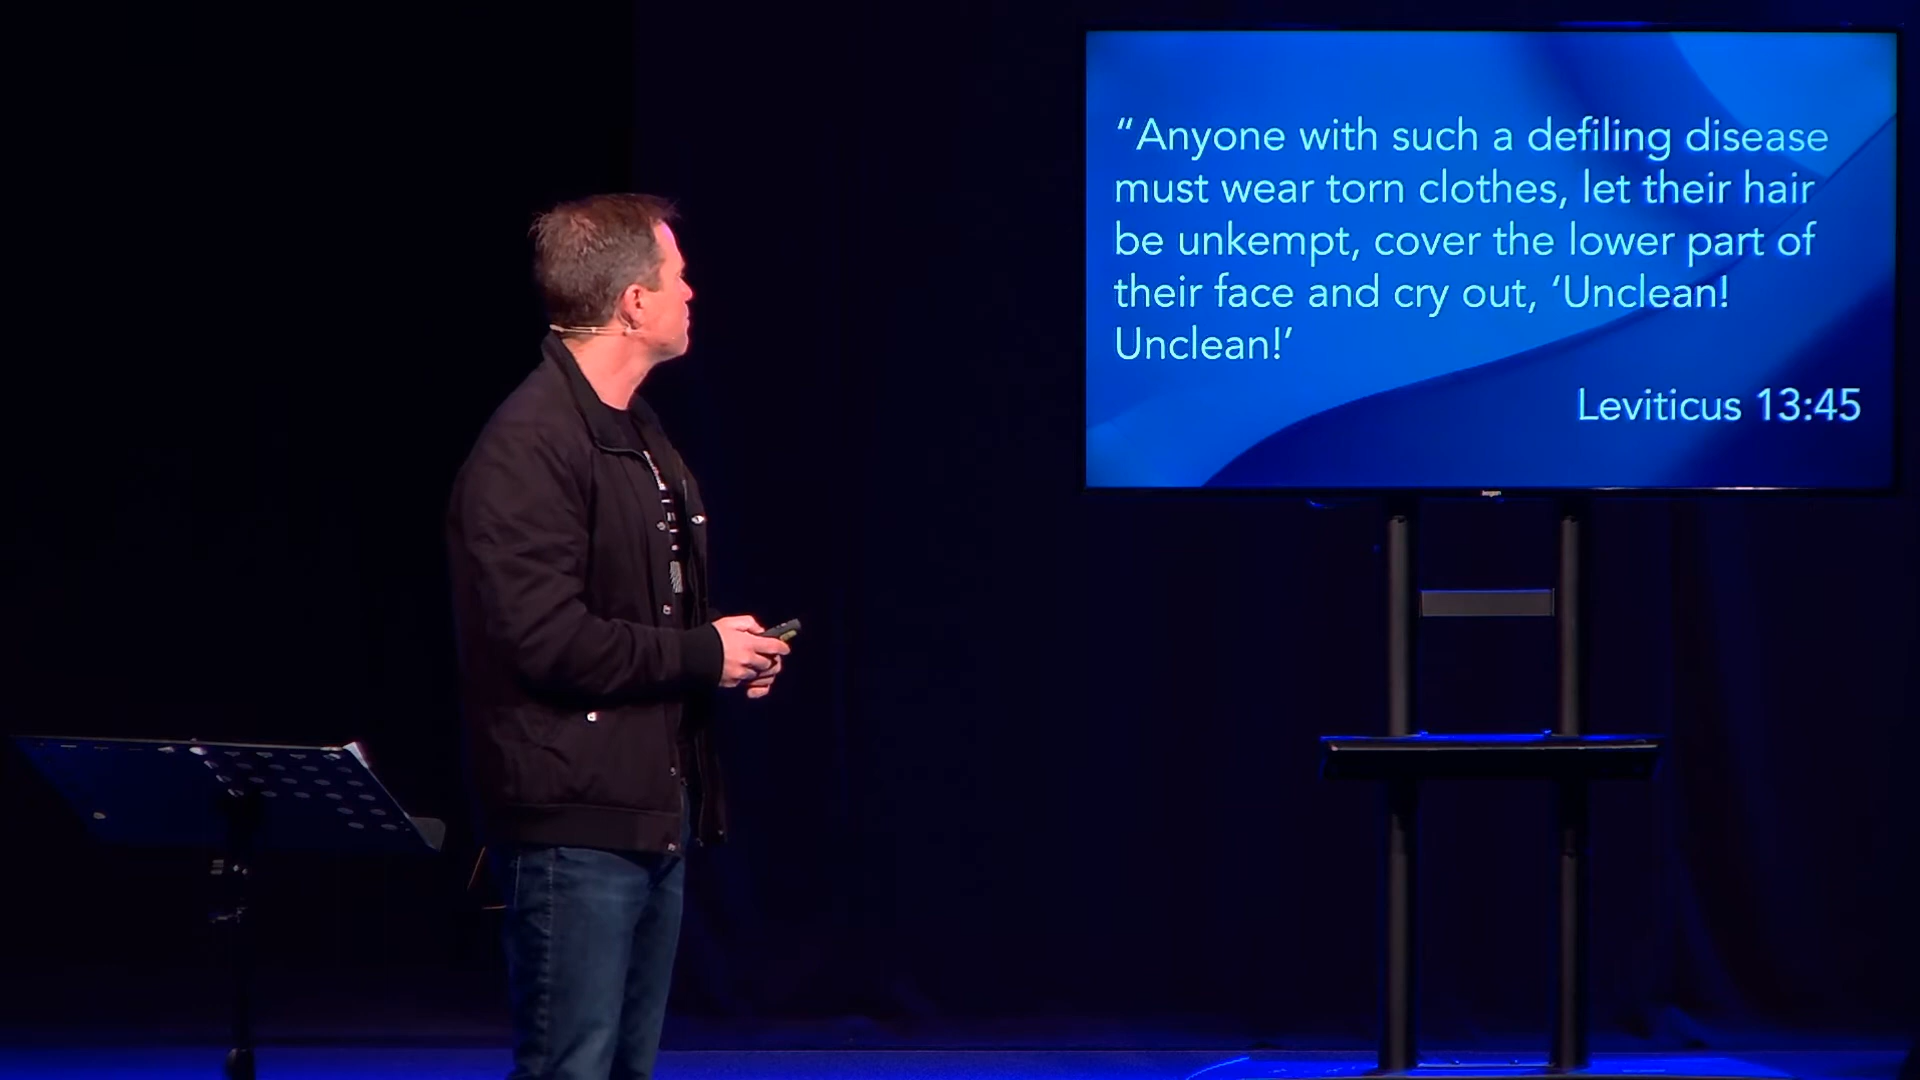 “Anyone with such a defiling disease
must wear torn clothes, let their hair
be unkempt, cover the lower part of
their face and cry out, ‘Unclean!
Unclean!’
Leviticus 13:45